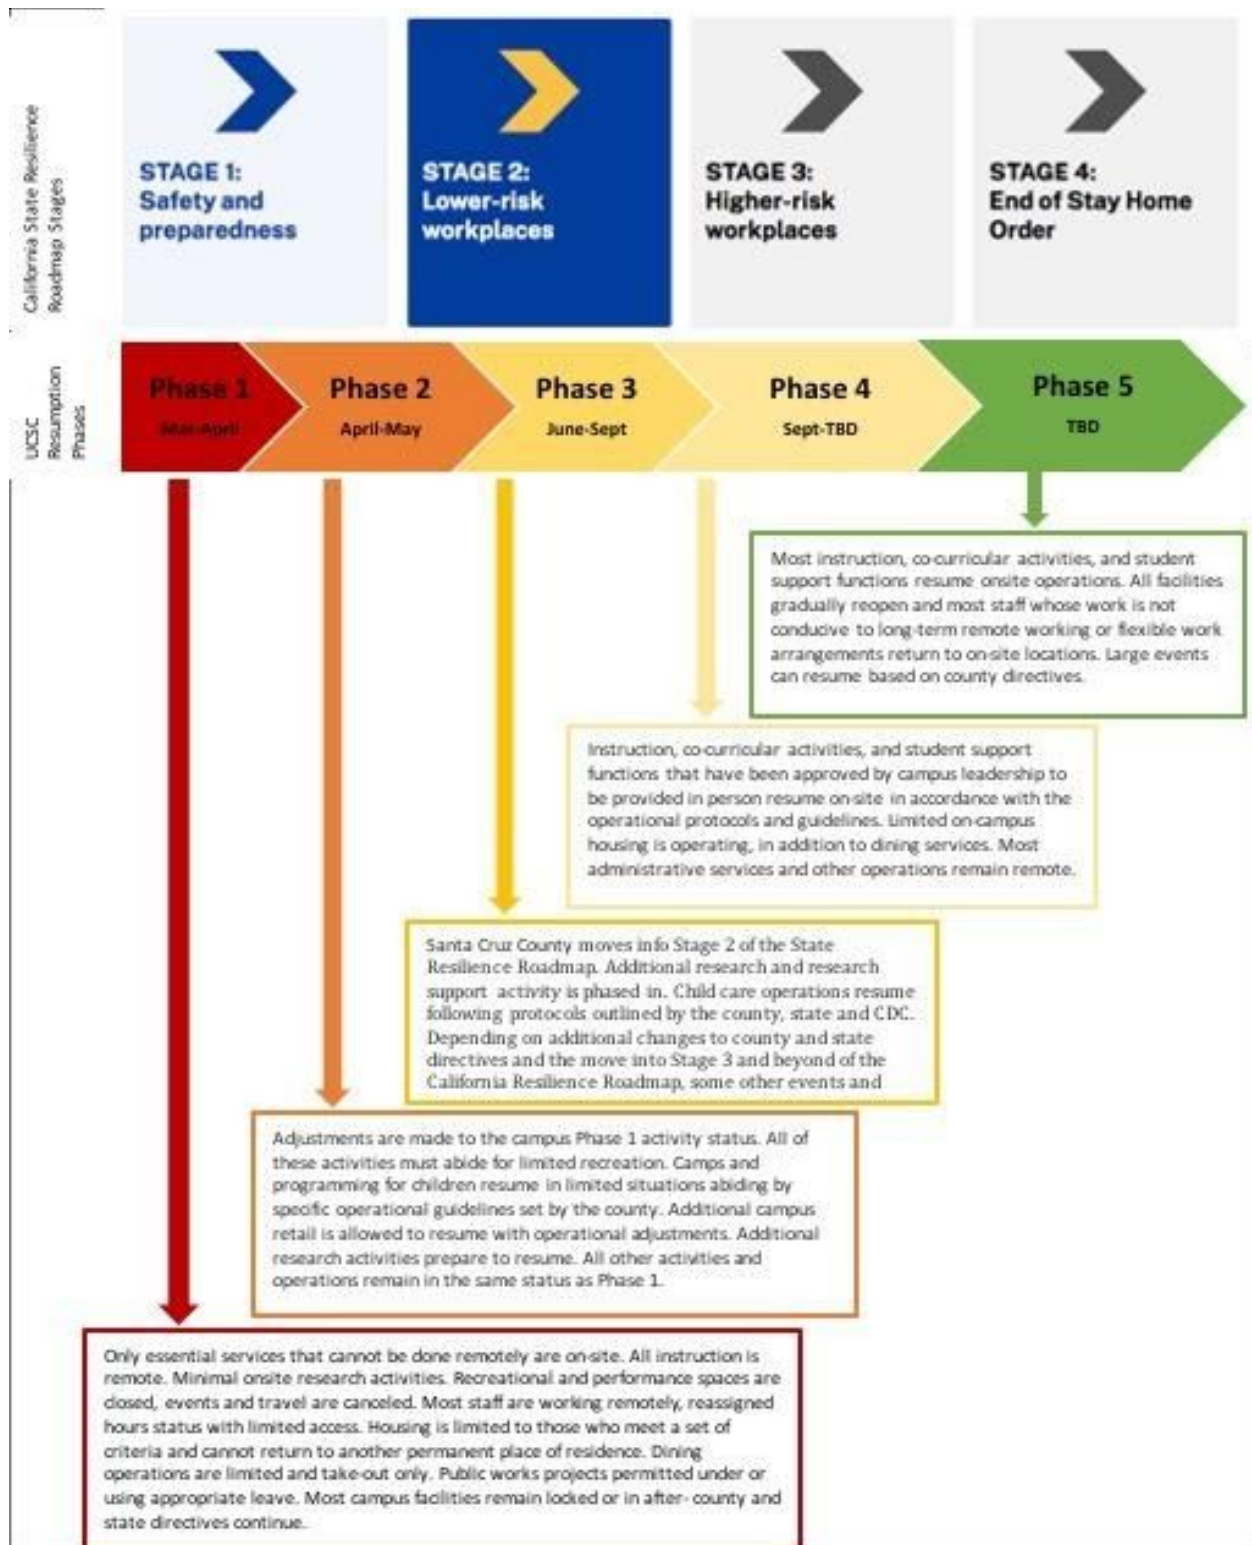 California State Resilience
Roadmap Stages
STAGE 1:
Safety and
preparedness
STAGE 2:
Lower-risk
workplaces
STAGE 3:
Higher-risk
workplaces
STAGE 4:
End of Stay Home
Order
UCSC
Resumption
Phases
Phase 1
Mar-April
Phase 2
April-May
Phase 3
June-Sept
Phase 4
Sept-TBD
Phase 5
TBD
Most instruction, co-curricular activities, and student
support functions resume onsite operations. All facilities
gradually reopen and most staff whose work is not
conducive to long-term remote working or flexible work
arrangements return to on-site locations. Large events
can resume based on county directives.
Instruction, co-curricular activities, and student support
functions that have been approved by campus leadership to
be provided in person resume on-site in accordance with the
operational protocols and guidelines. Limited on-campus
housing is operating, in addition to dining services. Most
administrative services and other operations remain remote.
Santa Cruz County moves info Stage 2 of the State
Resilience Roadmap. Additional research and research
support activity is phased in. Child care operations resume
following protocols outlined by the county, state and CDC.
Depending on additional changes to county and state
directives and the move into Stage 3 and beyond of the
California Resilience Roadmap, some other events and
Adjustments are made to the campus Phase 1 activity status. All of
these activities must abide for limited recreation. Camps and
programming for children resume in limited situations abiding by
specific operational guidelines set by the county. Additional campus
retail is allowed to resume with operational adjustments. Additional
research activities prepare to resume. All other activities and
operations remain in the same status as Phase 1.
Only essential services that cannot be done remotely are on-site. All instruction is
remote. Minimal onsite research activities. Recreational and performance spaces are
closed, events and travel are canceled. Most staff are working remotely, reassigned
hours status with limited access. Housing is limited to those who meet a set of
criteria and cannot return to another permanent place of residence. Dining
operations are limited and take-out only. Public works projects permitted under or
using appropriate leave. Most campus facilities remain locked or in after- county and
state directives continue.